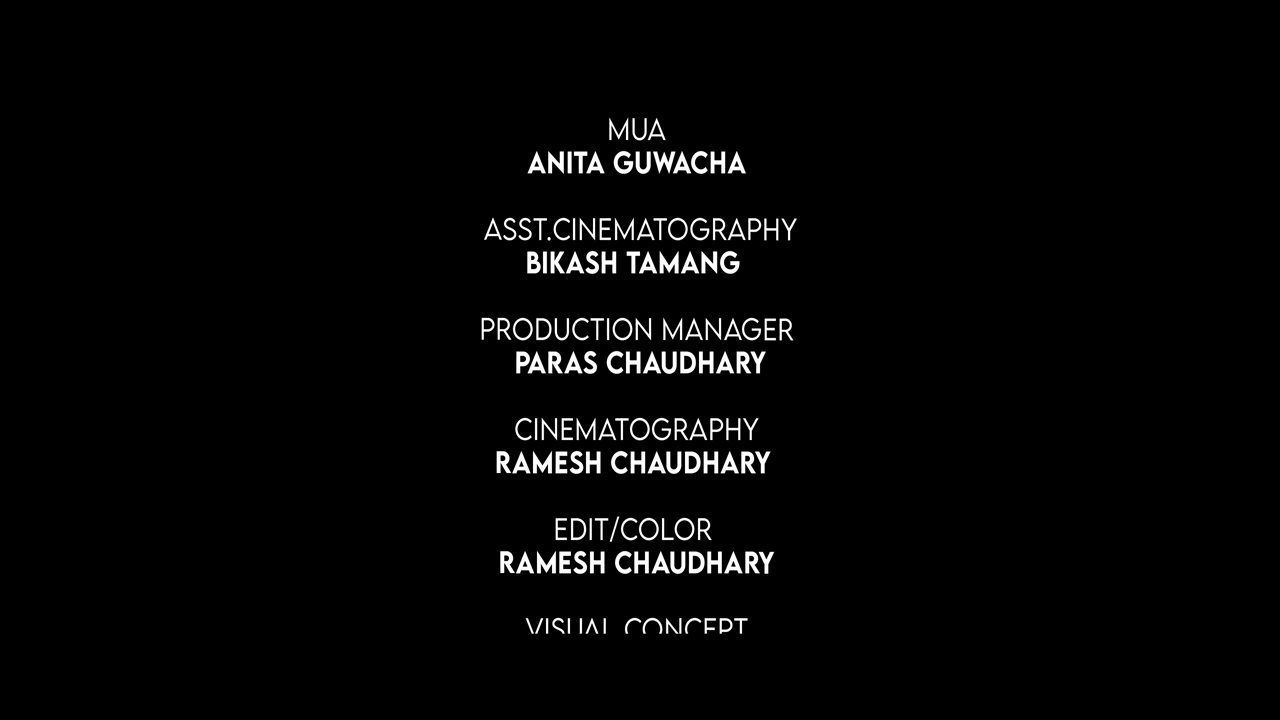 MUA
ANITA GUWACHA
ASST.CINEMATOGRAPHY
BIKASH TAMANG
PRODUCTION MANAGER
PARAS CHAUDHARY
CINEMATOGRAPHY
RAMESH CHAUDHARY
EDIT/COLOR
RAMESH CHAUDHARY
VISUAL CONCEPT